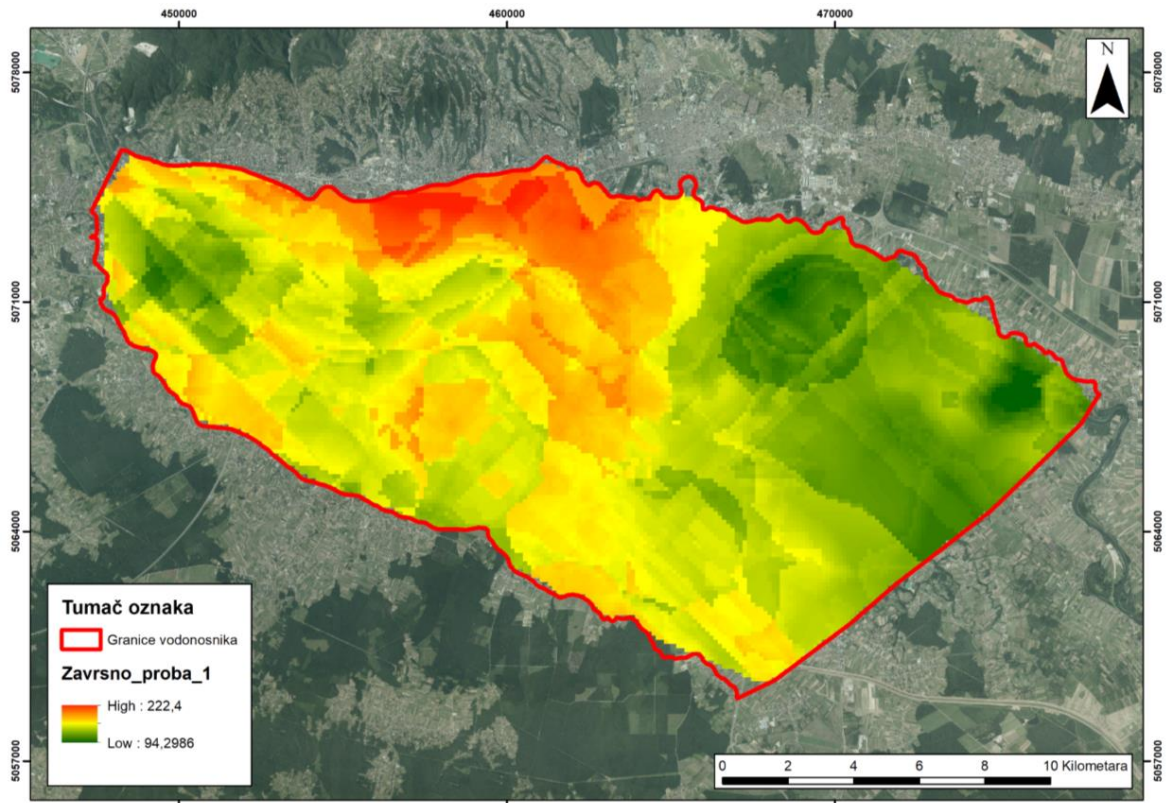 450000 460000 470000
N
5078000 5078000
5071000 5071000
5064000 5064000
5057000 5057000
Tumač oznaka
Granice vodonosnika
Zavrsno_proba_1
High : 222,4
Low : 94,2986
0 2 4 6 8 10 Kilometara